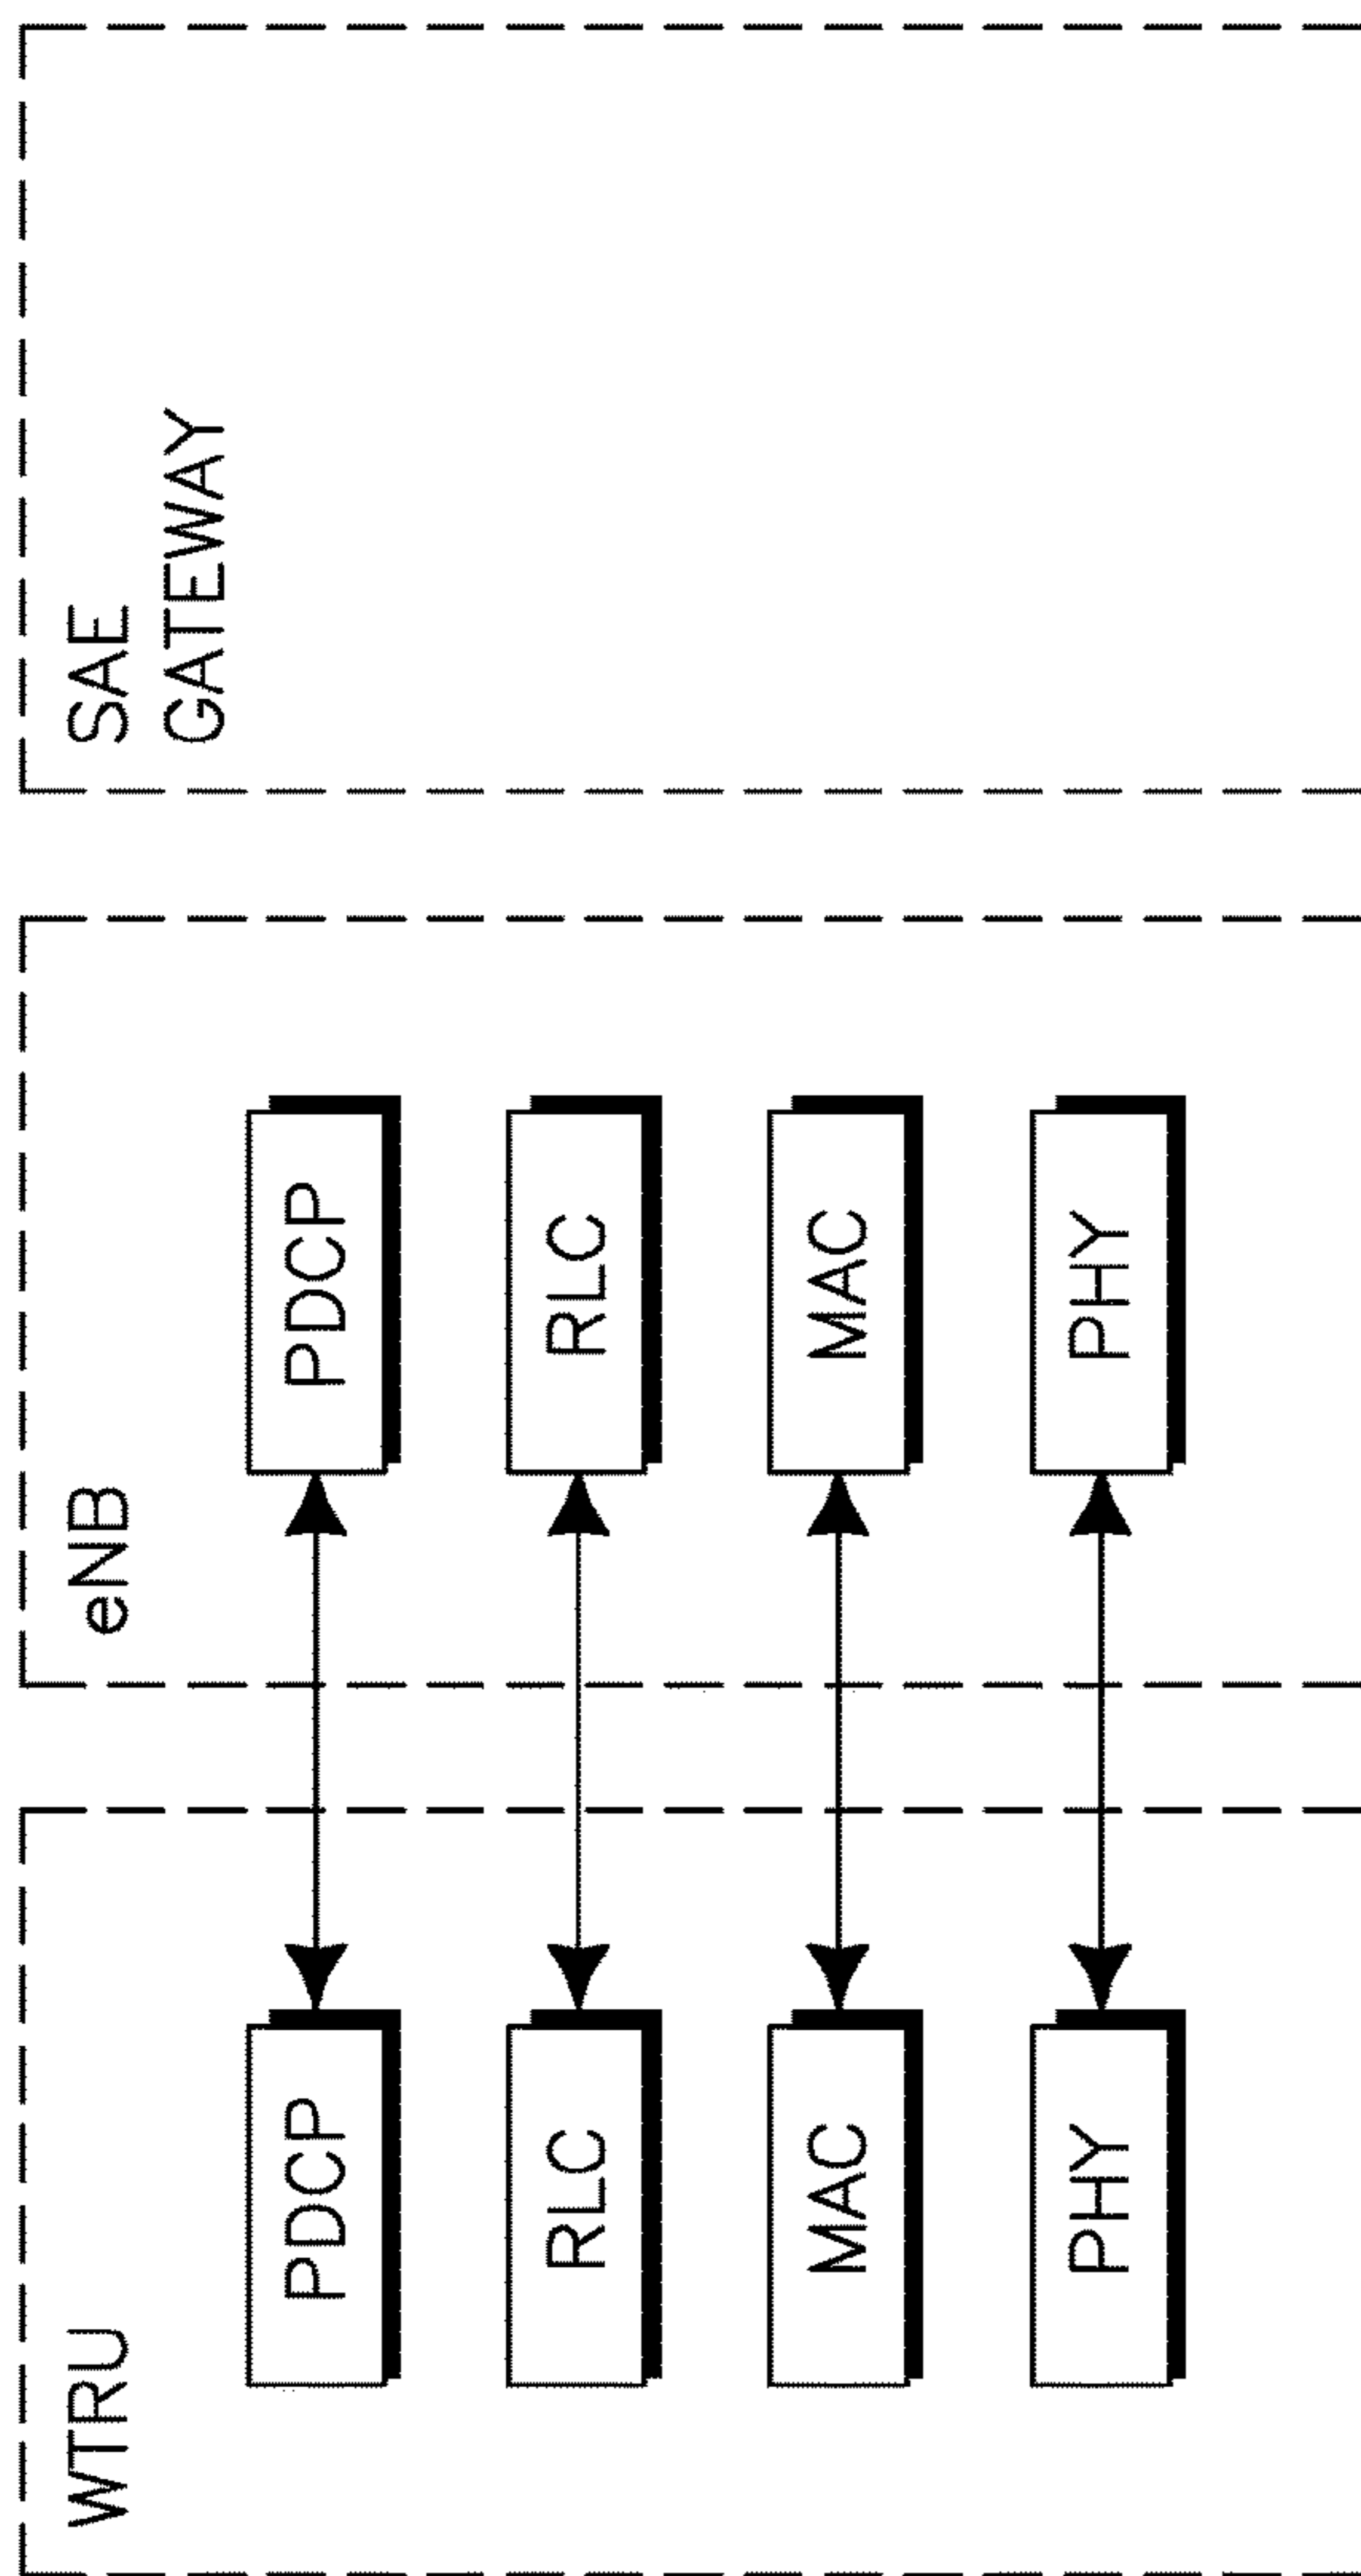 WTRU
eNB
SAE
GATEWAY
PDCP
PDCP
RLC
RLC
MAC
MAC
PHY
PHY